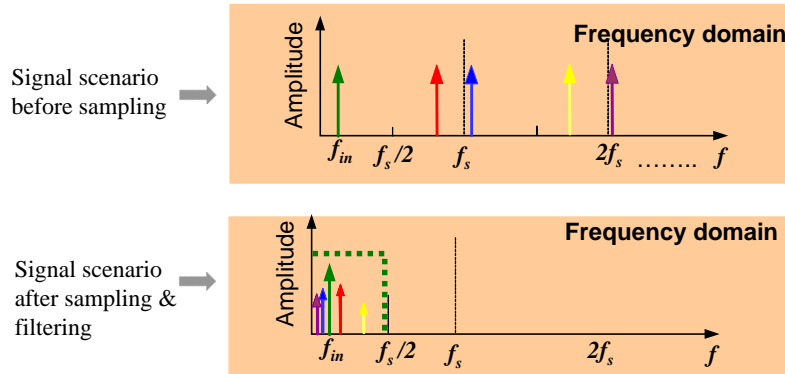 Frequency domain
Amplitude
Signal scenario
before sampling
f_in f_s/2 f_s 2f_s ........ f
Frequency domain
Amplitude
Signal scenario
after sampling &
filtering
f_in f_s/2 f_s 2f_s f